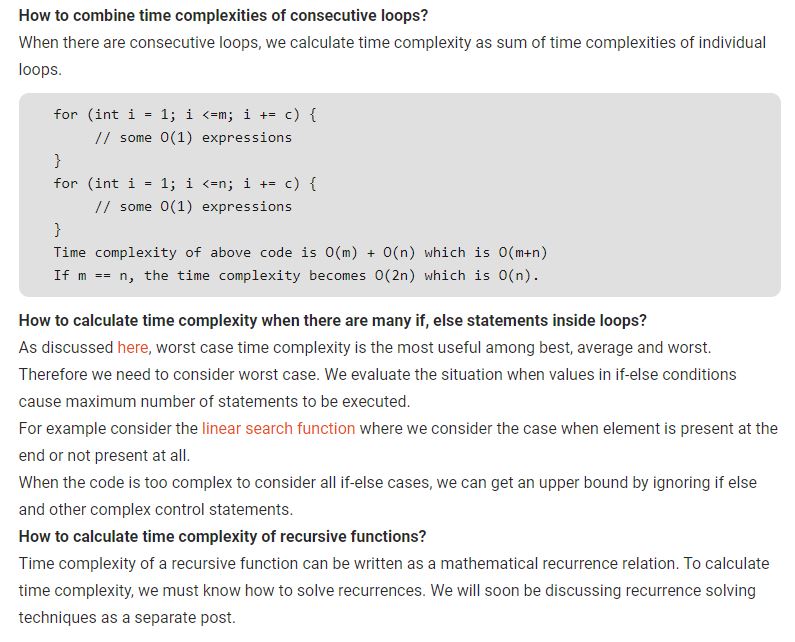 How to combine time complexities of consecutive loops?
When there are consecutive loops, we calculate time complexity as sum of time complexities of individual
loops.
for (int i = 1; i <=m; i += c) {
// some O(1) expressions
}
for (int i = 1; i <=n; i += c) {
// some O(1) expressions
}
Time complexity of above code is O(m) + O(n) which is O(m+n)
If m == n, the time complexity becomes O(2n) which is O(n).
How to calculate time complexity when there are many if, else statements inside loops?
As discussed here, worst case time complexity is the most useful among best, average and worst.
Therefore we need to consider worst case. We evaluate the situation when values in if-else conditions
cause maximum number of statements to be executed.
For example consider the linear search function where we consider the case when element is present at the
end or not present at all.
When the code is too complex to consider all if-else cases, we can get an upper bound by ignoring if else
and other complex control statements.
How to calculate time complexity of recursive functions?
Time complexity of a recursive function can be written as a mathematical recurrence relation. To calculate
time complexity, we must know how to solve recurrences. We will soon be discussing recurrence solving
techniques as a separate post.